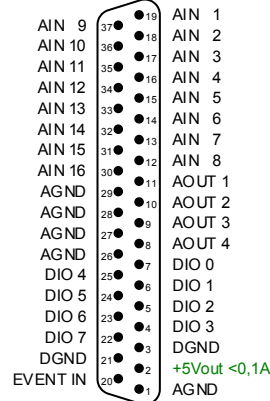 AIN 9 37 19 AIN 1
AIN 10 36 18 AIN 2
AIN 11 35 17 AIN 3
AIN 12 34 16 AIN 4
AIN 13 33 15 AIN 5
AIN 14 32 14 AIN 6
AIN 15 31 13 AIN 7
AIN 16 30 12 AIN 8
AGND 29 11 AOUT 1
AGND 28 10 AOUT 2
AGND 27 9 AOUT 3
AGND 26 8 AOUT 4
DIO 4 25 7 DIO 0
DIO 5 24 6 DIO 1
DIO 6 23 5 DIO 2
DIO 7 22 4 DIO 3
DGND 21 3 DGND
EVENT IN 20 2 +5Vout <0,1A
1 AGND